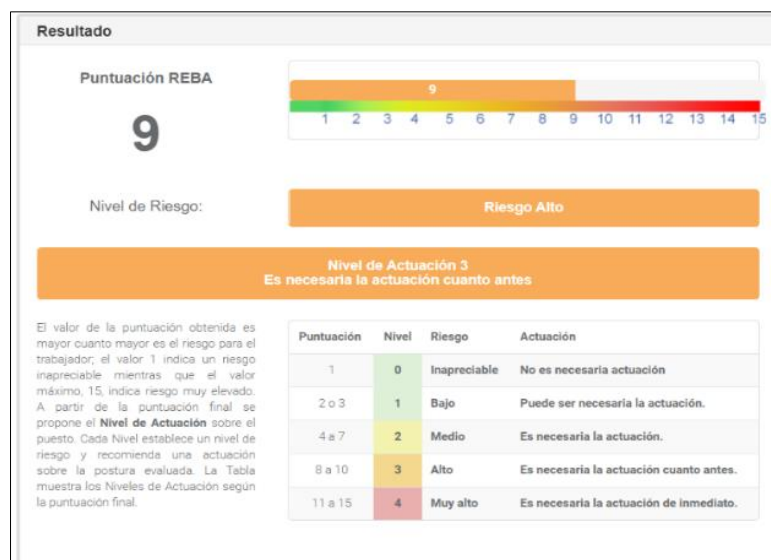 Resultado
Puntuación REBA
9
9
1 2 3 4 5 6 7 8 9 10 11 12 13 14 15
Nivel de Riesgo:
Riesgo Alto
Nivel de Actuación 3
Es necesaria la actuación cuanto antes
El valor de la puntuación obtenida es
mayor cuanto mayor es el riesgo para el
trabajador; el valor 1 indica un riesgo
inapreciable mientras que el valor
máximo, 15, indica riesgo muy elevado.
A partir de la puntuación final se
propone el Nivel de Actuación sobre el
puesto. Cada Nivel establece un nivel de
riesgo y recomienda una actuación
sobre la postura evaluada. La Tabla
muestra los Niveles de Actuación según
la puntuación final.
Puntuación Nivel Riesgo Actuación
1 0 Inapreciable No es necesaria actuación
2 o 3 1 Bajo Puede ser necesaria la actuación.
4 a 7 2 Medio Es necesaria la actuación.
8 a 10 3 Alto Es necesaria la actuación cuanto antes.
11 a 15 4 Muy alto Es necesaria la actuación de inmediato.